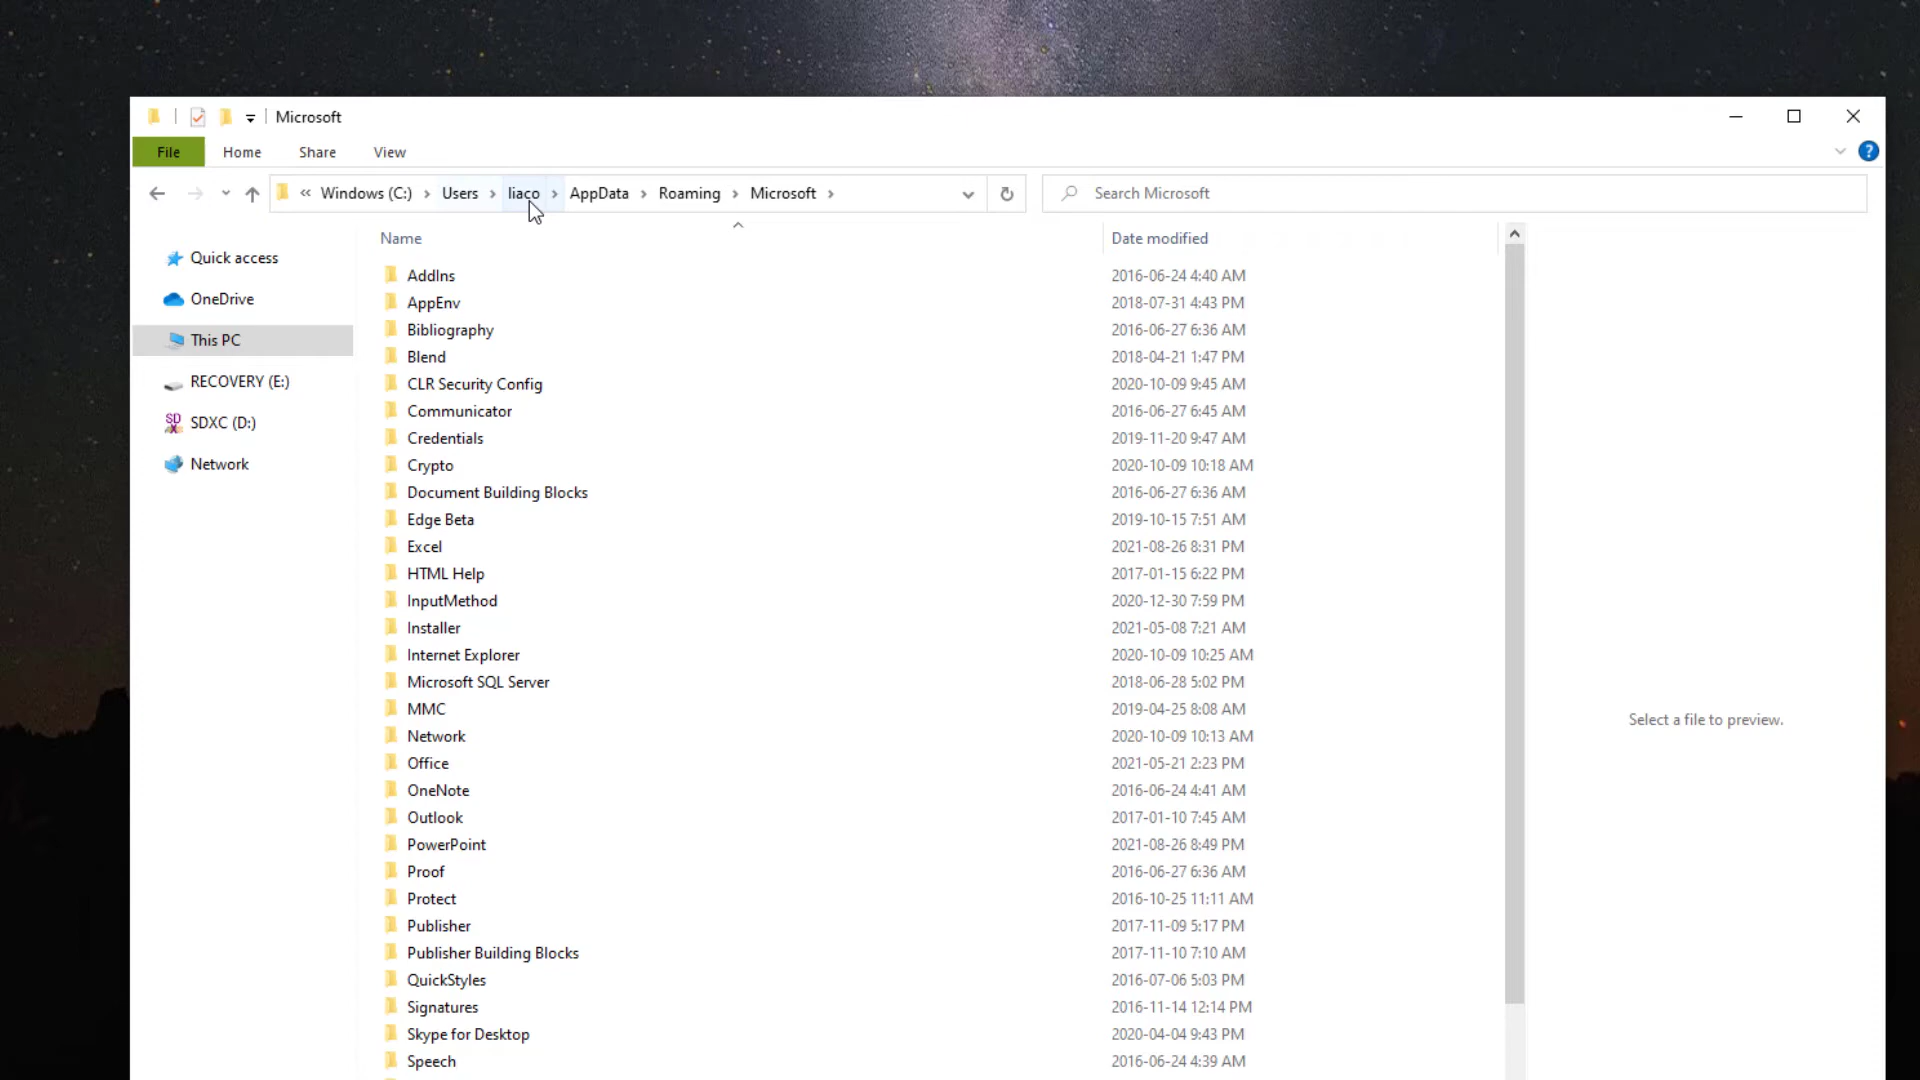 Microsoft
File Home Share View
« Windows (C:) › Users › liaco › AppData › Roaming › Microsoft ›
Search Microsoft
Quick access
OneDrive
This PC
RECOVERY (E:)
SDXC (D:)
Network
Name Date modified
AddIns 2016-06-24 4:40 AM
AppEnv 2018-07-31 4:43 PM
Bibliography 2016-06-27 6:36 AM
Blend 2018-04-21 1:47 PM
CLR Security Config 2020-10-09 9:45 AM
Communicator 2016-06-27 6:45 AM
Credentials 2019-11-20 9:47 AM
Crypto 2020-10-09 10:18 AM
Document Building Blocks 2016-06-27 6:36 AM
Edge Beta 2019-10-15 7:51 AM
Excel 2021-08-26 8:31 PM
HTML Help 2017-01-15 6:22 PM
InputMethod 2020-12-30 7:59 PM
Installer 2021-05-08 7:21 AM
Internet Explorer 2020-10-09 10:25 AM
Microsoft SQL Server 2018-06-28 5:02 PM
MMC 2019-04-25 8:08 AM
Network 2020-10-09 10:13 AM
Office 2021-05-21 2:23 PM
OneNote 2016-06-24 4:41 AM
Outlook 2017-01-10 7:45 AM
PowerPoint 2021-08-26 8:49 PM
Proof 2016-06-27 6:36 AM
Protect 2016-10-25 11:11 AM
Publisher 2017-11-09 5:17 PM
Publisher Building Blocks 2017-11-10 7:10 AM
QuickStyles 2016-07-06 5:03 PM
Signatures 2016-11-14 12:14 PM
Skype for Desktop 2020-04-04 9:43 PM
Speech 2016-06-24 4:39 AM
Select a file to preview.